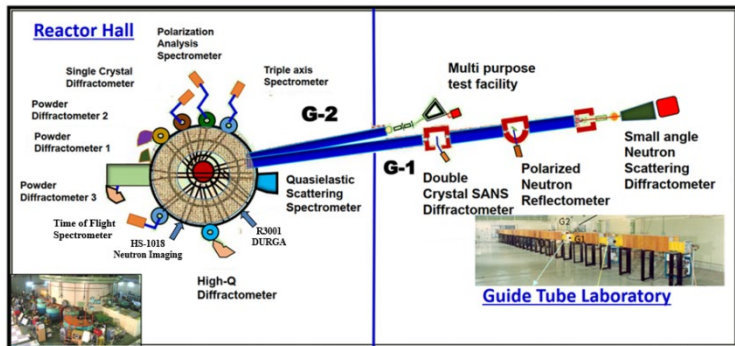 Reactor Hall
Polarization
Analysis
Spectrometer
Single Crystal
Diffractometer
Triple axis
Spectrometer
Powder
Diffractometer 2
Powder
Diffractometer 1
Powder
Diffractometer 3
Time of Flight
Spectrometer
HS-1018
Neutron Imaging
High-Q
Diffractometer
R3001
DURGA
Quasielastic
Scattering
Spectrometer
G-2
G-1
Multi purpose
test facility
Double
Crystal SANS
Diffractometer
Polarized
Neutron
Reflectometer
Small angle
Neutron
Scattering
Diffractometer
G2
G1
Guide Tube Laboratory